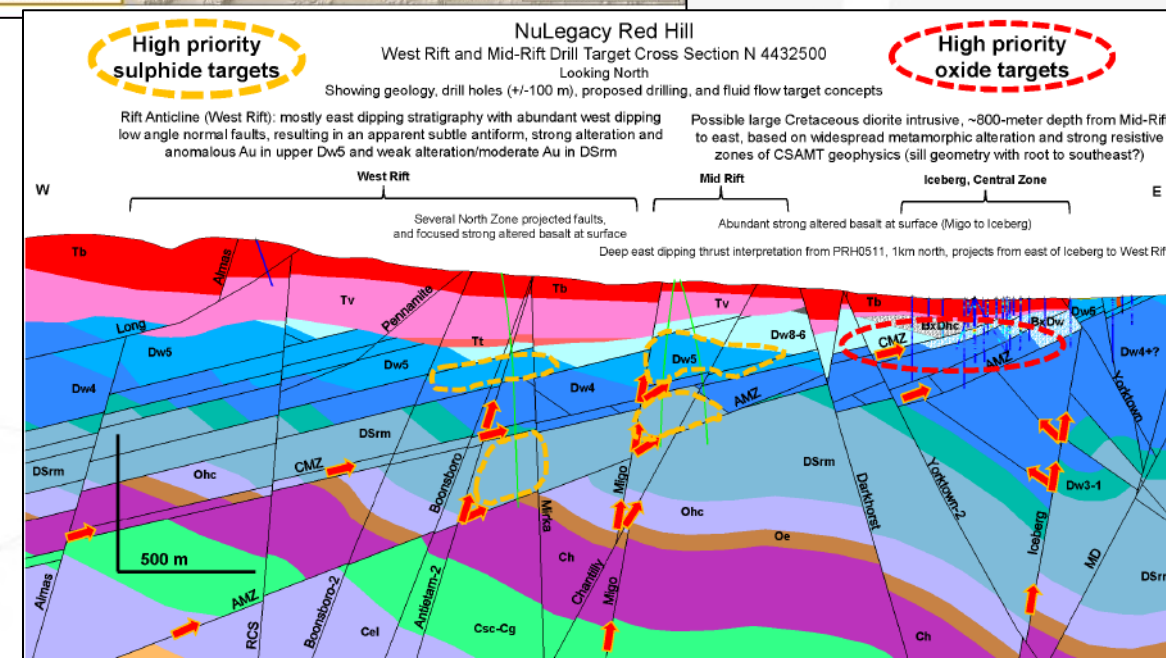 NuLegacy Red Hill
West Rift and Mid-Rift Drill Target Cross Section N 4432500
Looking North
Showing geology, drill holes (+/-100 m), proposed drilling, and fluid flow target concepts
High priority
sulphide targets
High priority
oxide targets
Rift Anticline (West Rift): mostly east dipping stratigraphy with abundant west dipping
low angle normal faults, resulting in an apparent subtle antiform, strong alteration and
anomalous Au in upper Dw5 and weak alteration/moderate Au in DSrm
Possible large Cretaceous diorite intrusive, ~800-meter depth from Mid-Rift
to east, based on widespread metamorphic alteration and strong resistive
zones of CSAMT geophysics (sill geometry with root to southeast?)
W
West Rift
Mid Rift
Iceberg, Central Zone
E
Several North Zone projected faults,
and focused strong altered basalt at surface
Abundant strong altered basalt at surface (Migo to Iceberg)
Deep east dipping thrust interpretation from PRH0511, 1km north, projects from east of Iceberg to West Rif
Tb
Almas
Tv
Pennamite
Tb
Tv
Tb
BxDhc
BxDw
Dw6
Long
Dw5
Tt
Dw8-6
CMZ
AMZ
Dw4+?
Dw5
Dw5
Dw4
Dw4
AMZ
Yorktown
DSrm
DSrm
DSrm
CMZ
Ohc
Boonsboro
Migo
Darkhorst
Yorktown-2
Dw3-1
Mirka
Ohc
Oe
Iceberg
MD
DSrr
500 m
Ch
Chantilly
Migo
Almas
AMZ
RCS
Boonsboro-2
Antietam-2
Cel
Csc-Cg
Ch